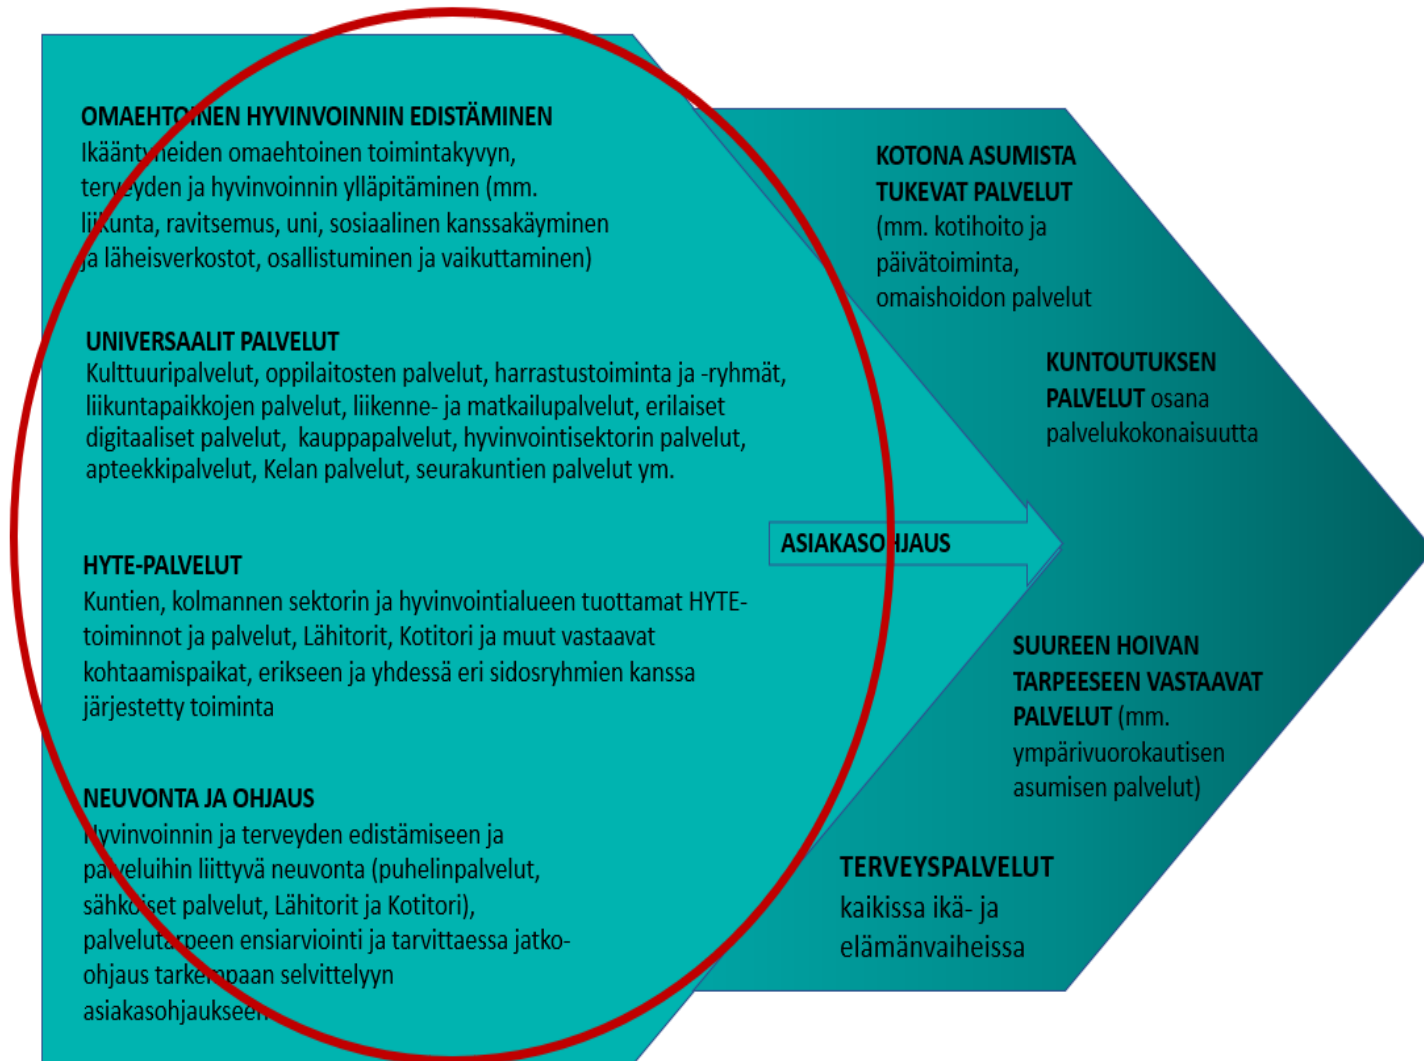 OMAEHTOINEN HYVINVOINNIN EDISTÄMINEN
Ikääntyneiden omaehtoinen toimintakyvyn,
terveyden ja hyvinvoinnin ylläpitäminen (mm.
liikunta, ravitsemus, uni, sosiaalinen kanssakäyminen
ja läheisverkostot, osallistuminen ja vaikuttaminen)
UNIVERSAALIT PALVELUT
Kulttuuripalvelut, oppilaitosten palvelut, harrastustoiminta ja -ryhmät,
liikuntapaikkojen palvelut, liikenne- ja matkailupalvelut, erilaiset
digitaaliset palvelut, kauppapalvelut, hyvinvointisektorin palvelut,
apteekkipalvelut, Kelan palvelut, seurakuntien palvelut ym.
HYTE-PALVELUT
Kuntien, kolmannen sektorin ja hyvinvointialueen tuottamat HYTE-
toiminnot ja palvelut, Lähitorit, Kotitori ja muut vastaavat
kohtaamispaikat, erikseen ja yhdessä eri sidosryhmien kanssa
järjestetty toiminta
NEUVONTA JA OHJAUS
Hyvinvoinnin ja terveyden edistämiseen ja
palveluihin liittyvä neuvonta (puhelinpalvelut,
sähköiset palvelut, Lähitorit ja Kotitori),
palvelutarpeen ensiarviointi ja tarvittaessa jatko-
ohjaus tarkempaan selvittelyyn
asiakasohjaukseen
ASIAKASOHJAUS
KOTONA ASUMISTA
TUKEVAT PALVELUT
(mm. kotihoito ja
päivätoiminta,
omaishoidon palvelut
KUNTOUTUKSEN
PALVELUT osana
palvelukokonaisuutta
SUUREEN HOIVAN
TARPEESEEN VASTAAVAT
PALVELUT (mm.
ympärivuorokautisen
asumisen palvelut)
TERVEYSPALVELUT
kaikissa ikä- ja
elämänvaiheissa